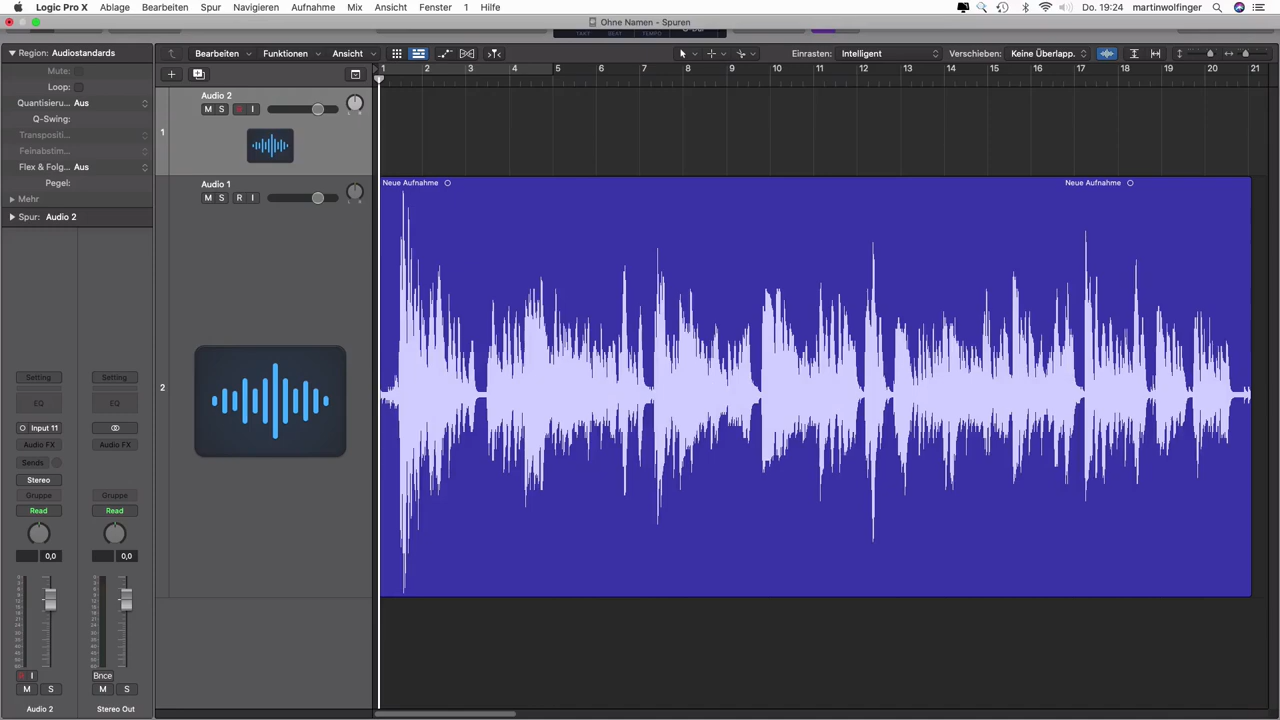 Logic Pro X Ablage Bearbeiten Spur Navigieren Aufnahme Mix Ansicht Fenster 1 Hilfe Do. 19:24 martinwolfinger
Ohne Namen - Spuren
TAKT BEAT TEMPO
Region: Audiostandards
Bearbeiten Funktionen Ansicht Einrasten: Intelligent Verschieben: Keine Überlapp.
Mute:
Loop:
Quantisieru... Aus
Q-Swing:
Transpositi...
Feinabstim...
Flex & Folg... Aus
Pegel:
Mehr
Spur: Audio 2
1 2 3 4 5 6 7 8 9 10 11 12 13 14 15 16 17 18 19 20 21
1
Audio 2
M S R I
L R
2
Audio 1
M S R I
Neue Aufnahme Neue Aufnahme
Setting Setting
EQ EQ
Input 11
Audio FX Audio FX
Sends
Stereo
Gruppe Gruppe
Read Read
0,0 0,0
R I Bnce
M S M S
Audio 2 Stereo Out